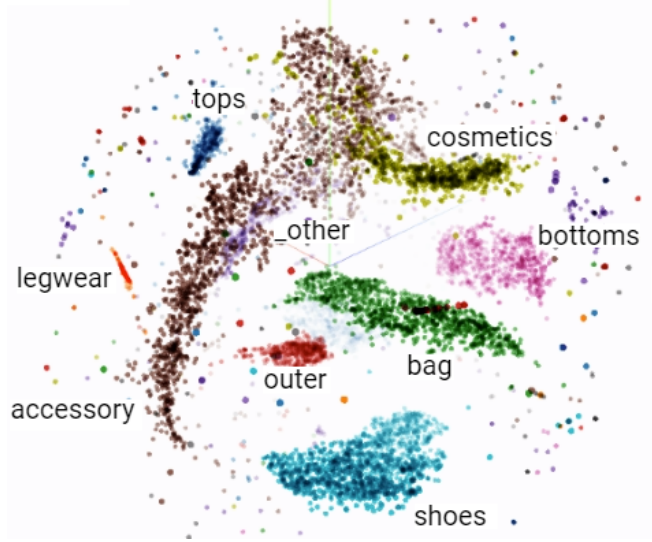 tops
cosmetics
_other
bottoms
legwear
outer
bag
accessory
shoes